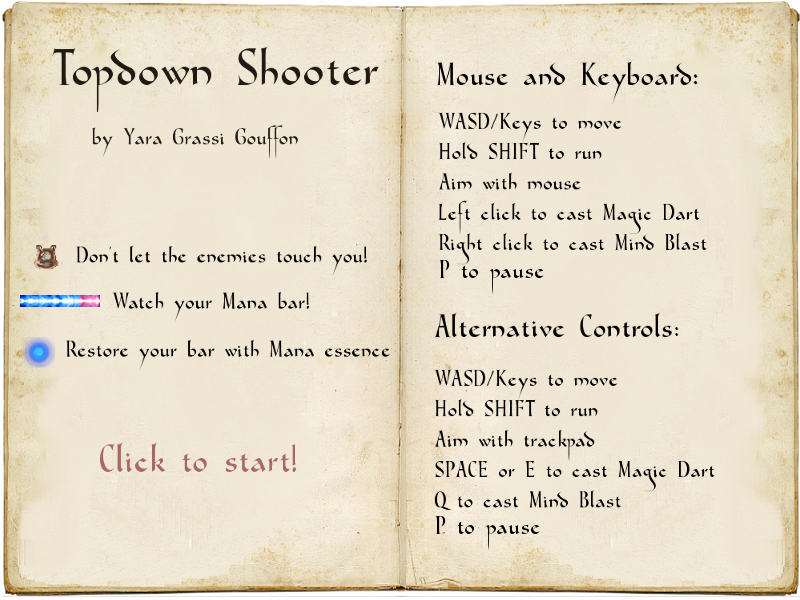 Topdown Shooter
by Yara Grassi Gouffon
Don't let the enemies touch you!
Watch your Mana bar!
Restore your bar with Mana essence
Click to start!
Mouse and Keyboard:
WASD/Keys to move
Hold SHIFT to run
Aim with mouse
Left click to cast Magic Dart
Right click to cast Mind Blast
P to pause
Alternative Controls:
WASD/Keys to move
Hold SHIFT to run
Aim with trackpad
SPACE or E to cast Magic Dart
Q to cast Mind Blast
P to pause